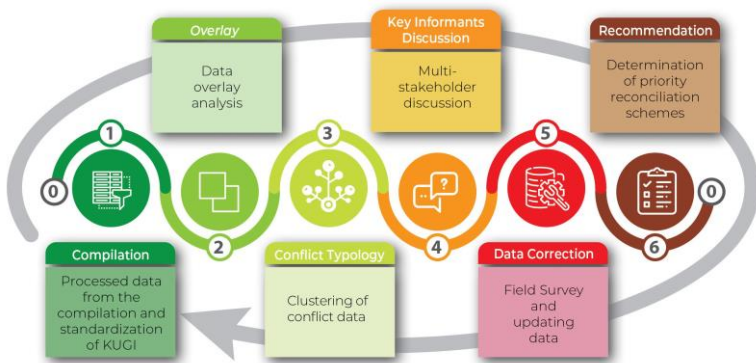 Overlay
Data
overlay
analysis
Key Informants
Discussion
Multi-
stakeholder
discussion
Recommendation
Determination
of priority
reconciliation
schemes
0
1
2
3
4
5
6
0
Compilation
Processed data
from the
compilation and
standardization
of KUGI
Conflict Typology
Clustering of
conflict data
Data Correction
Field Survey
and
updating
data